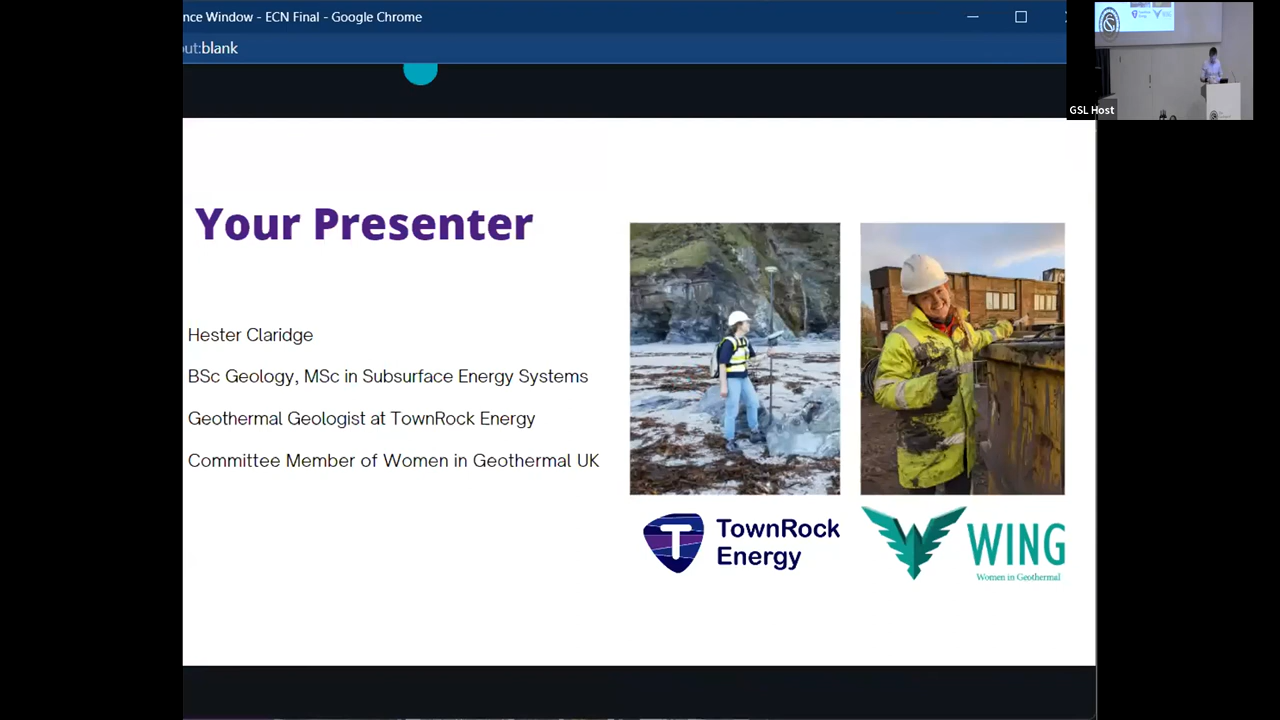 nce Window - ECN Final - Google Chrome
out:blank
GSL Host
Your Presenter
Hester Claridge
BSc Geology, MSc in Subsurface Energy Systems
Geothermal Geologist at TownRock Energy
Committee Member of Women in Geothermal UK
T TownRock
Energy
WING
Women in Geothermal